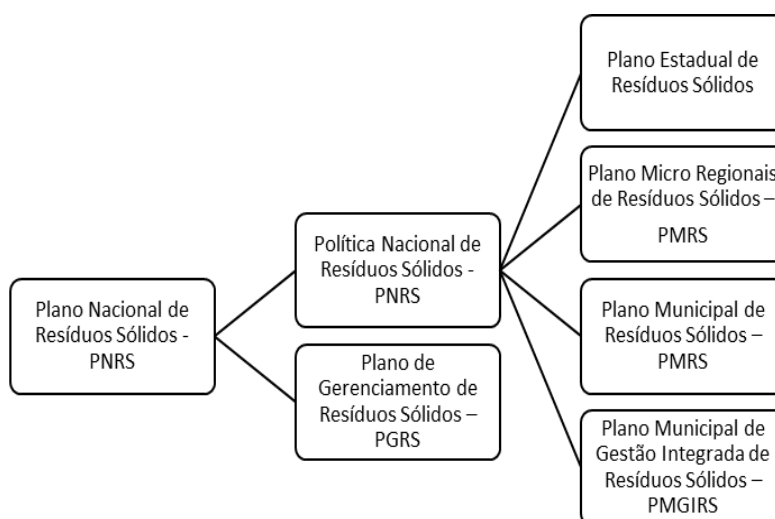 Plano Nacional de
Resíduos Sólidos -
PNRS
Política Nacional de
Resíduos Sólidos -
PNRS
Plano de
Gerenciamento de
Resíduos Sólidos –
PGRS
Plano Estadual de
Resíduos Sólidos
Plano Micro Regionais
de Resíduos Sólidos –
PMRS
Plano Municipal de
Resíduos Sólidos –
PMRS
Plano Municipal de
Gestão Integrada de
Resíduos Sólidos –
PMGIRS